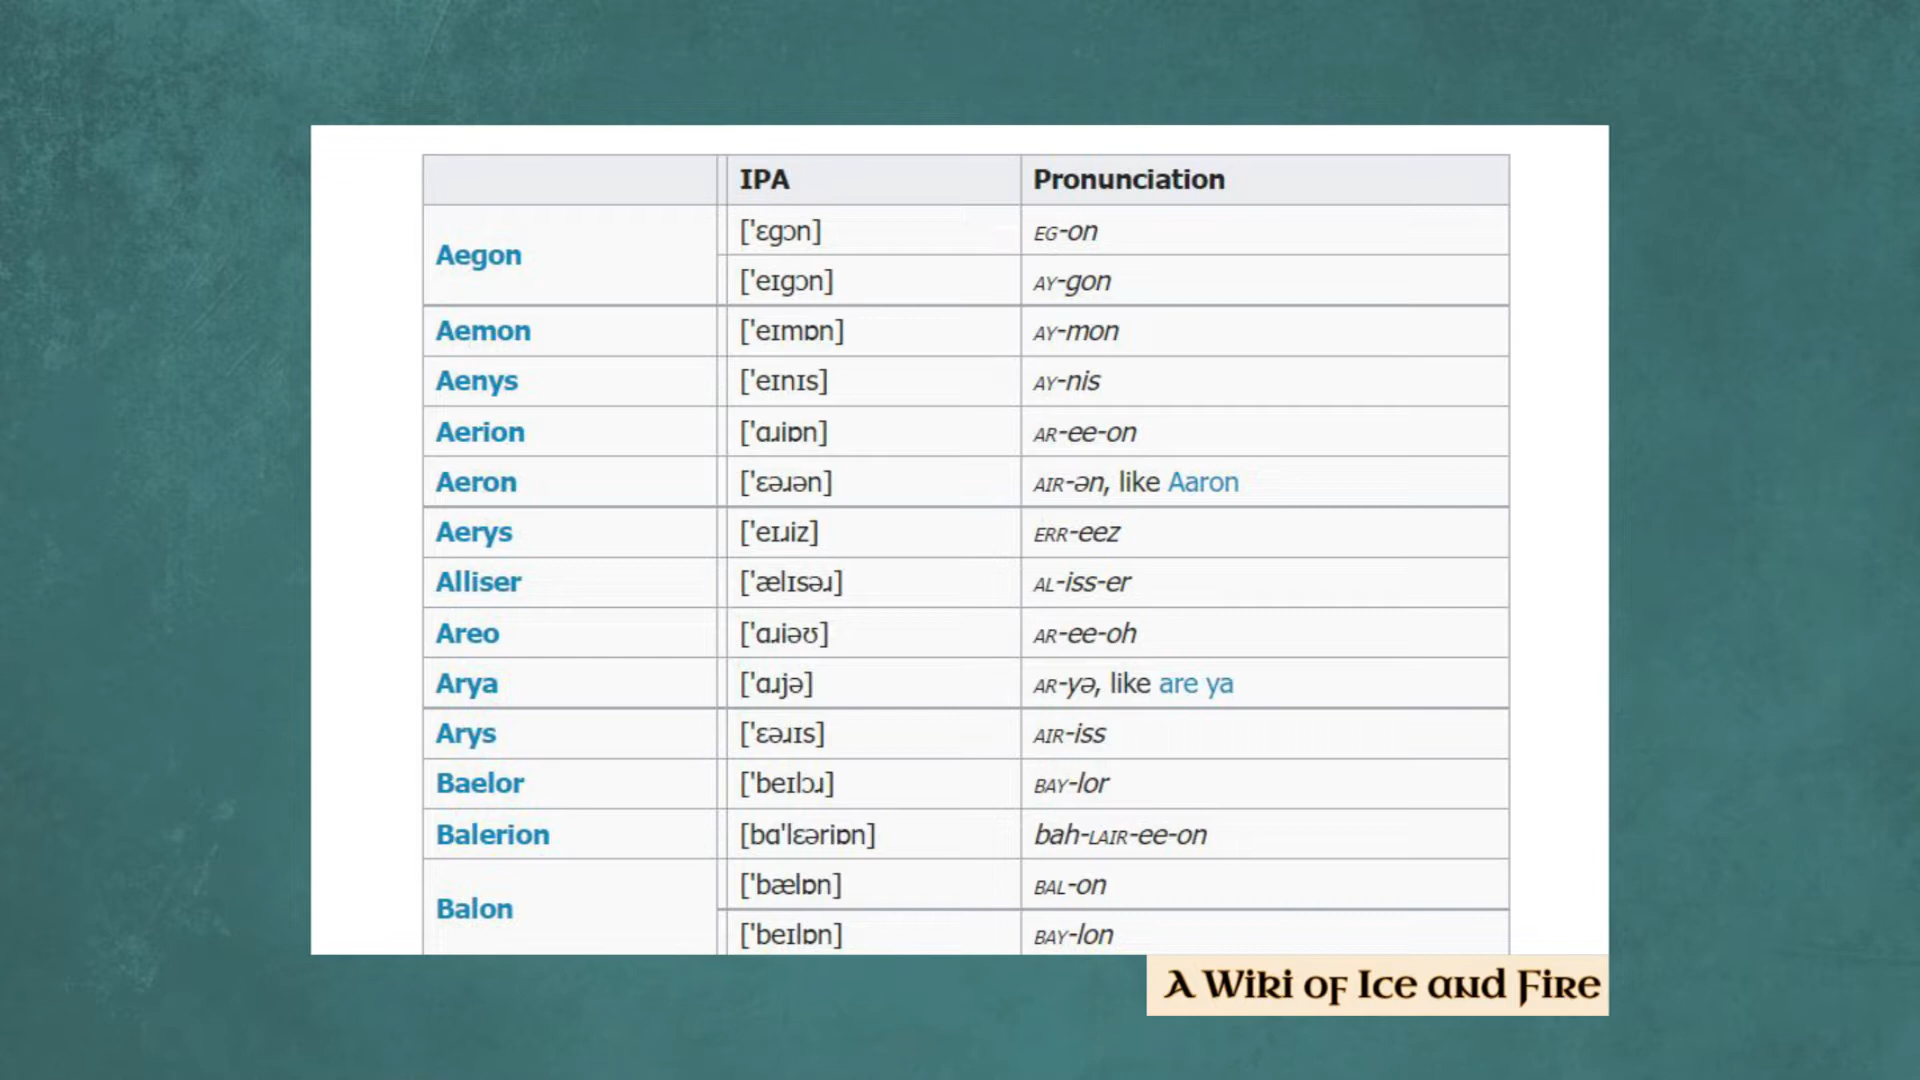 IPA Pronunciation
Aegon ['ɛgɔn] EG-on
['eɪgɔn] AY-gon
Aemon ['eɪmɒn] AY-mon
Aenys ['eɪnɪs] AY-nis
Aerion ['ɑɹiɒn] AR-ee-on
Aeron ['ɛəɹən] AIR-ən, like Aaron
Aerys ['eɪɹiz] ERR-eez
Alliser ['ælɪsəɹ] AL-iss-er
Areo ['ɑɹiəʊ] AR-ee-oh
Arya ['ɑɹjə] AR-yə, like are ya
Arys ['ɛəɹɪs] AIR-iss
Baelor ['beɪlɔɹ] BAY-lor
Balerion [bɑ'lɛəriɒn] bah-LAIR-ee-on
Balon ['bælɒn] BAL-on
['beɪlɒn] BAY-lon
A Wiki of Ice and Fire